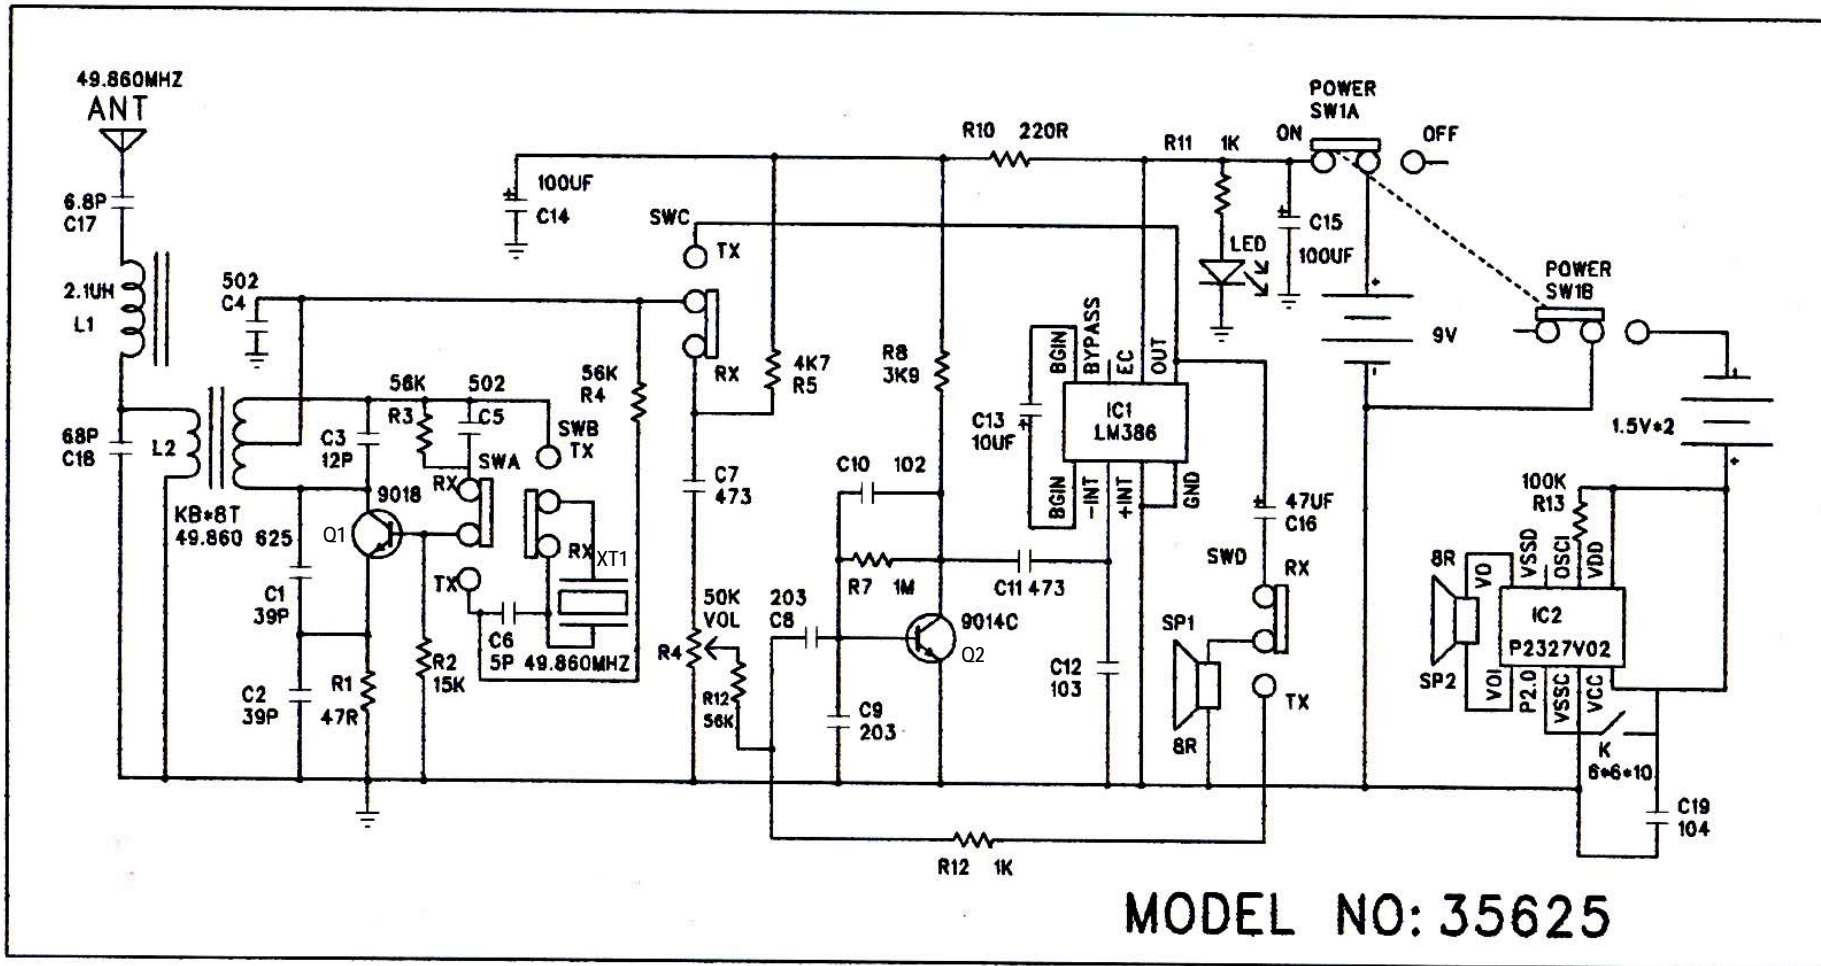 49.860MHZ
ANT
6.8P
C17
2.1UH
L1
68P
C18
L2
KB*8T
49.860 625
502
C4
56K
R3
502
C5
C3
12P
SWB
TX
SWA
RX
9018
Q1
TX
RX
XT1
C1
39P
C6
5P 49.860MHZ
C2
39P
R1
47R
R2
15K
56K
R4
100UF
C14
SWC
TX
RX
4K7
R5
C7
473
50K
VOL
R4
R12
56K
203
C8
R10 220R
R8
3K9
C10 102
R7 1M
C11 473
9014C
Q2
C9
203
C12
103
R12 1K
C13
10UF
BGIN
BYPASS
EC
OUT
IC1
LM386
BGIN
-INT
+INT
GND
R11 1K
LED
C15
100UF
POWER
SW1A
ON
OFF
9V
+
-
POWER
SW1B
1.5V*2
47UF
C16
SWD
RX
TX
SP1
8R
100K
R13
8R
SP2
VO
VSSD
OSCI
VDD
IC2
P2327V02
VOI
P2.0
VSSC
VCC
K
6*6*10
C19
104
MODEL NO: 35625